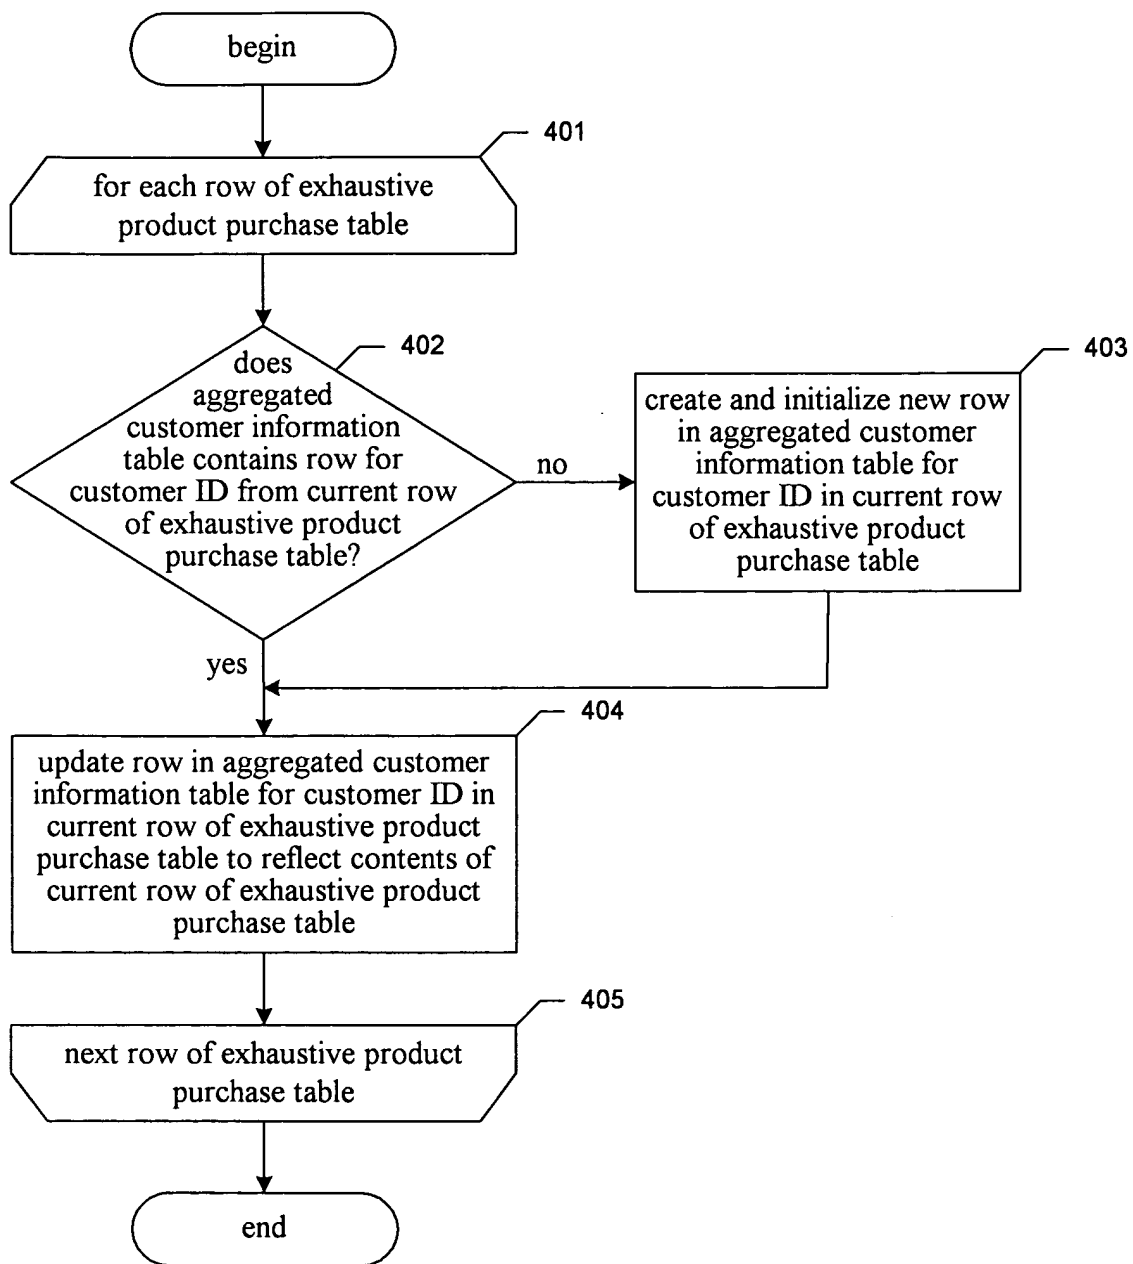 begin
401
for each row of exhaustive
product purchase table
402
does
aggregated
customer information
table contains row for
customer ID from current row
of exhaustive product
purchase table?
no
403
create and initialize new row
in aggregated customer
information table for
customer ID in current row
of exhaustive product
purchase table
yes
404
update row in aggregated customer
information table for customer ID in
current row of exhaustive product
purchase table to reflect contents of
current row of exhaustive product
purchase table
405
next row of exhaustive product
purchase table
end